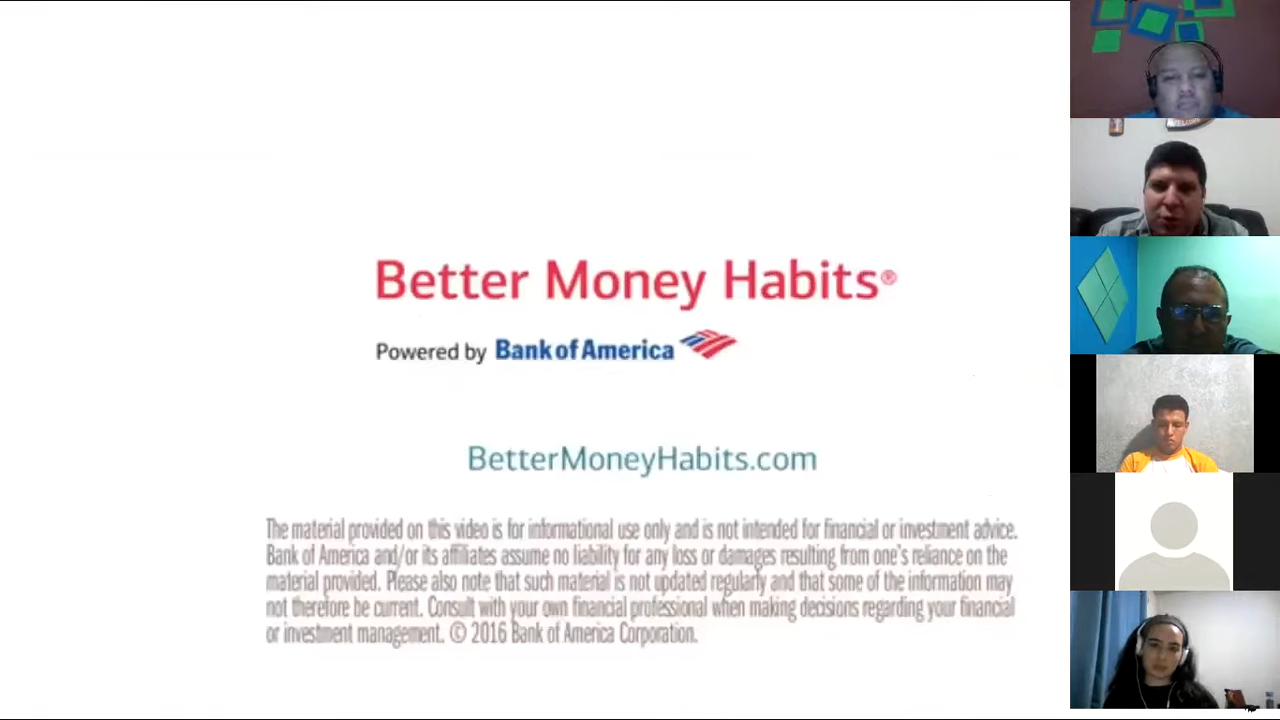 Better Money Habits®
Powered by Bank of America
BetterMoneyHabits.com
The material provided on this video is for informational use only and is not intended for financial or investment advice.
Bank of America and/or its affiliates assume no liability for any loss or damages resulting from one's reliance on the
material provided. Please also note that such material is not updated regularly and that some of the information may
not therefore be current. Consult with your own financial professional when making decisions regarding your financial
or investment management. © 2016 Bank of America Corporation.
WELCOME